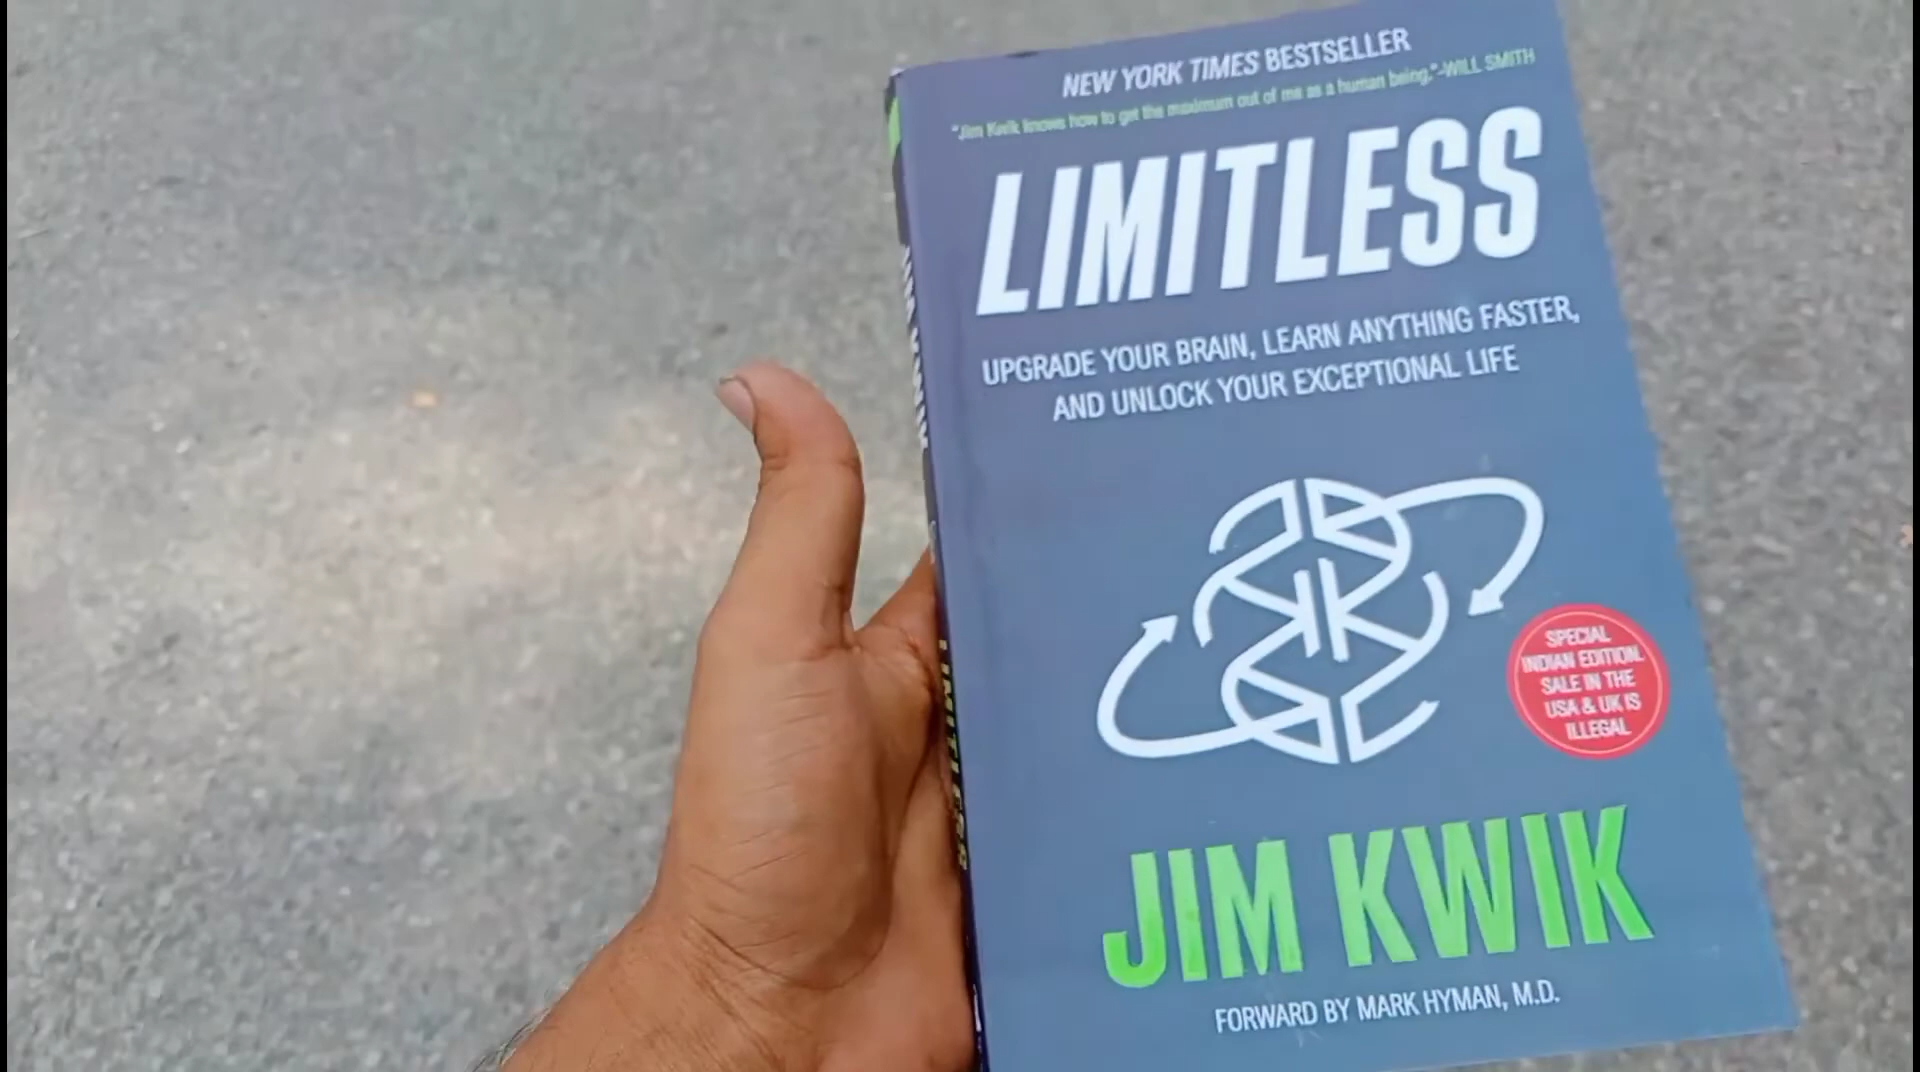 NEW YORK TIMES BESTSELLER
"Jim Kwik knows how to get the maximum out of me as a human being."-WILL SMITH
LIMITLESS
UPGRADE YOUR BRAIN, LEARN ANYTHING FASTER,
AND UNLOCK YOUR EXCEPTIONAL LIFE
SPECIAL
INDIAN EDITION.
SALE IN THE
USA & UK IS
ILLEGAL
JIM KWIK
FORWARD BY MARK HYMAN, M.D.
JIM KWIK
LIMITLESS